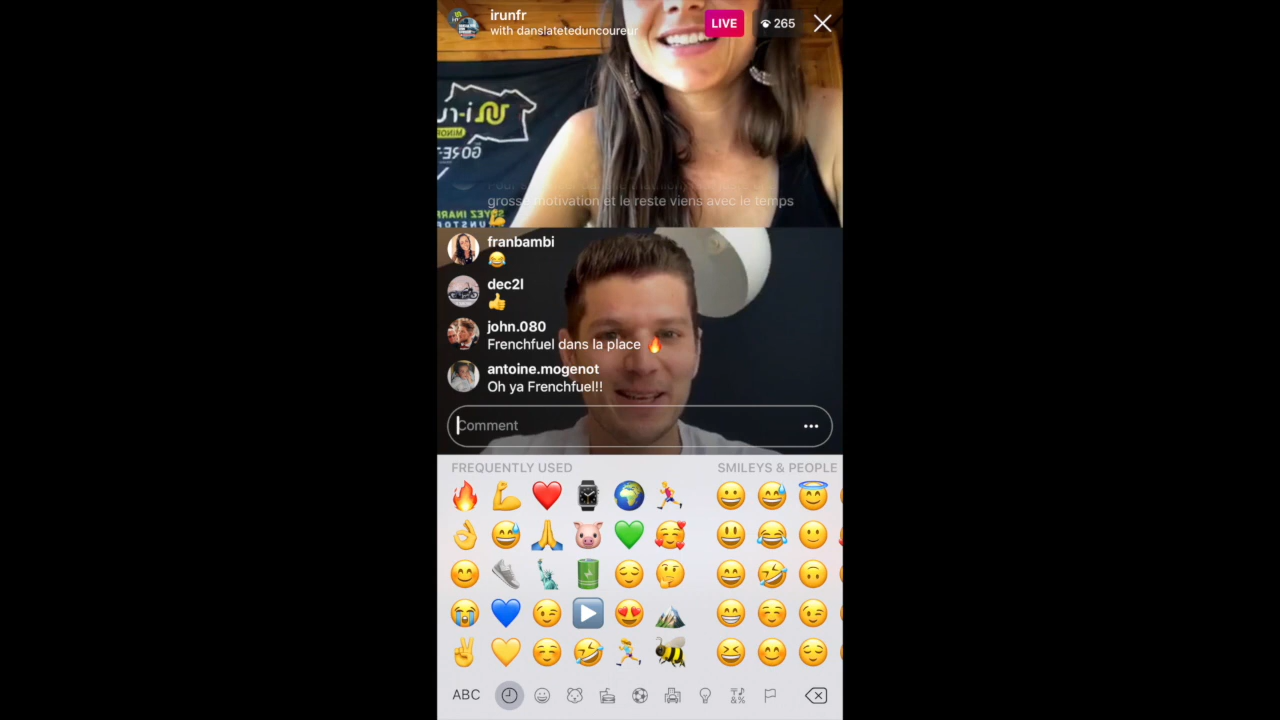 irunfr
with danslateteduncoureur
LIVE
265
grosse motivation et le reste viens avec le temps
franbambi
dec2l
john.080
Frenchfuel dans la place
antoine.mogenot
Oh ya Frenchfuel!!
Comment
FREQUENTLY USED
SMILEYS & PEOPLE
ABC